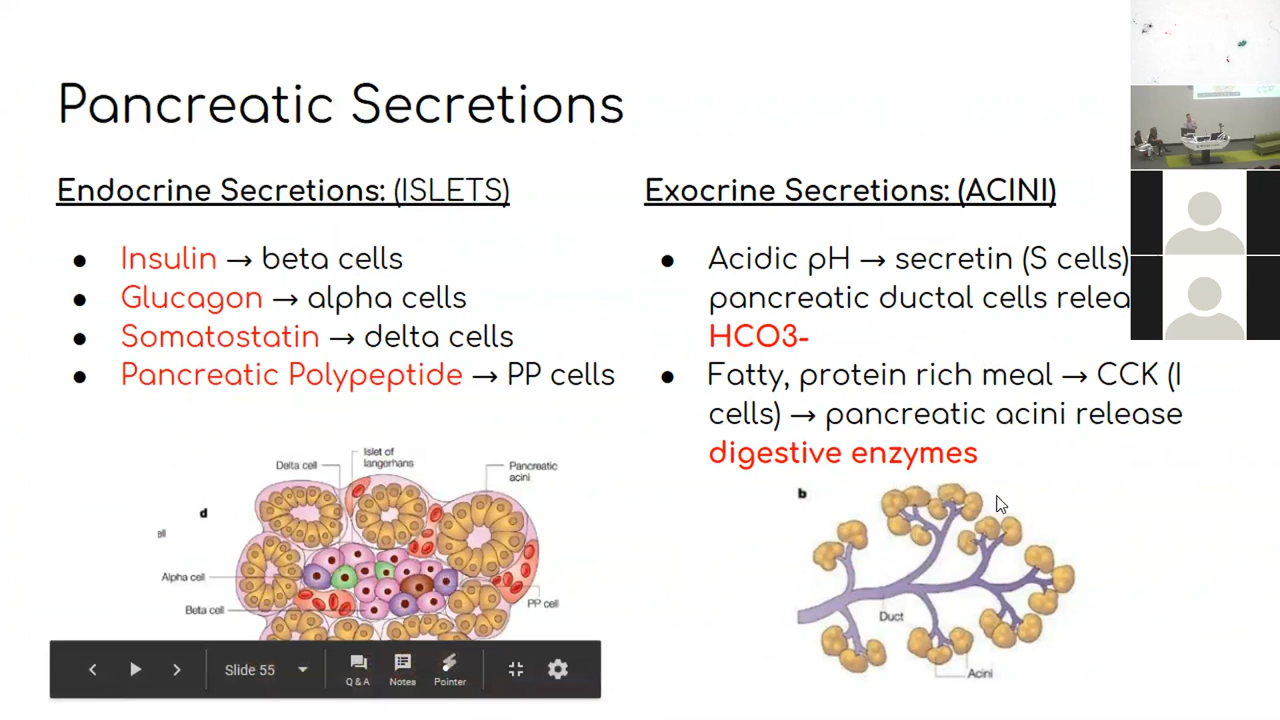 Pancreatic Secretions
Endocrine Secretions: (ISLETS)
Insulin → beta cells
Glucagon → alpha cells
Somatostatin → delta cells
Pancreatic Polypeptide → PP cells
Exocrine Secretions: (ACINI)
Acidic pH → secretin (S cells)
pancreatic ductal cells relea
HCO3-
Fatty, protein rich meal → CCK (I
cells) → pancreatic acini release
digestive enzymes
Islet of
langerhans
Delta cell
Pancreatic
acini
d
ell
Alpha cell
Beta cell
PP cell
b
Duct
Acini
Slide 55
Q & A
Notes
Pointer